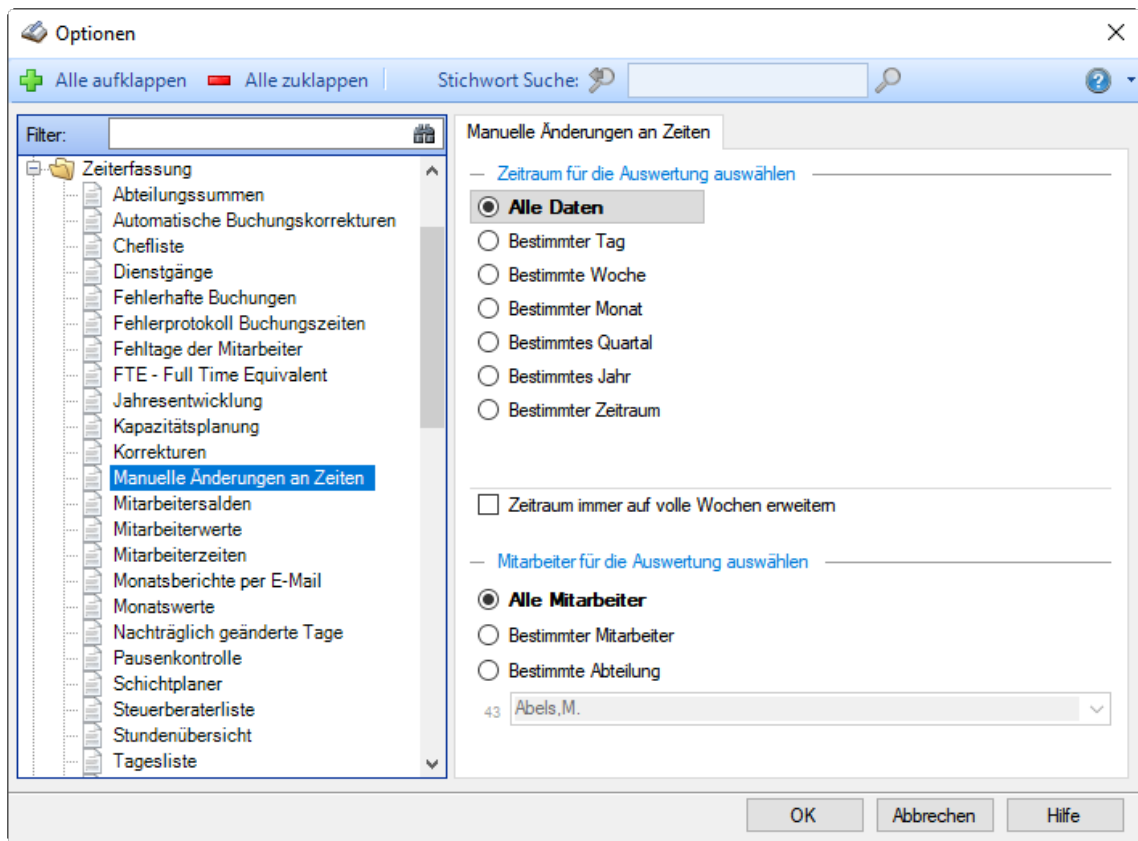 Optionen
Alle aufklappen Alle zuklappen Stichwort Suche:
Filter:
Zeiterfassung
Abteilungssummen
Automatische Buchungskorrekturen
Chefliste
Dienstgänge
Fehlerhafte Buchungen
Fehlerprotokoll Buchungszeiten
Fehltage der Mitarbeiter
FTE - Full Time Equivalent
Jahresentwicklung
Kapazitätsplanung
Korrekturen
Manuelle Änderungen an Zeiten
Mitarbeitersalden
Mitarbeiterwerte
Mitarbeiterzeiten
Monatsberichte per E-Mail
Monatswerte
Nachträglich geänderte Tage
Pausenkontrolle
Schichtplaner
Steuerberaterliste
Stundenübersicht
Tagesliste
Manuelle Änderungen an Zeiten
Zeitraum für die Auswertung auswählen
Alle Daten
Bestimmter Tag
Bestimmte Woche
Bestimmter Monat
Bestimmtes Quartal
Bestimmtes Jahr
Bestimmter Zeitraum
Zeitraum immer auf volle Wochen erweitern
Mitarbeiter für die Auswertung auswählen
Alle Mitarbeiter
Bestimmter Mitarbeiter
Bestimmte Abteilung
43 Abels,M.
OK Abbrechen Hilfe